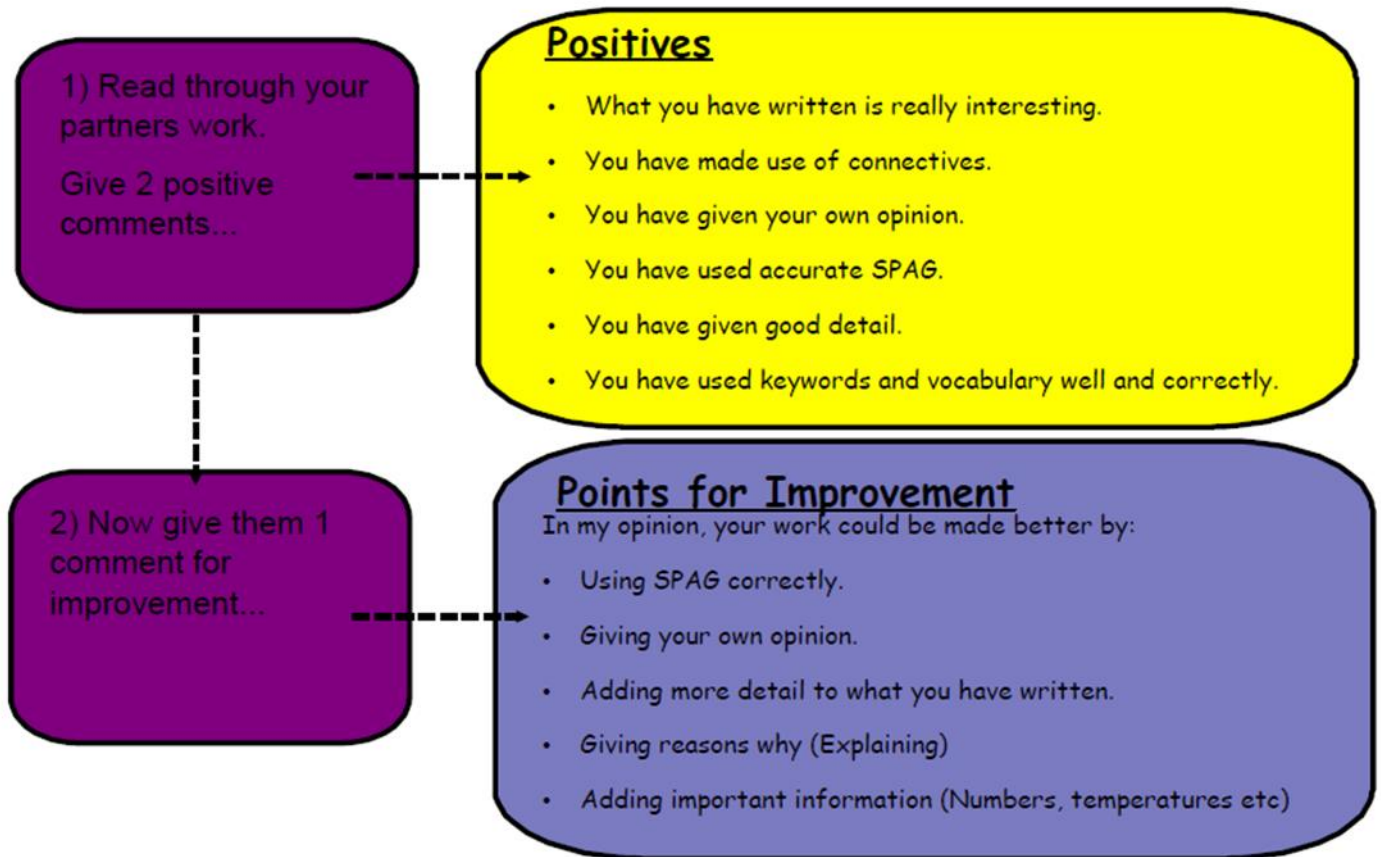 1) Read through your
partners work.
Give 2 positive
comments...
Positives
• What you have written is really interesting.
• You have made use of connectives.
• You have given your own opinion.
• You have used accurate SPAG.
• You have given good detail.
• You have used keywords and vocabulary well and correctly.
2) Now give them 1
comment for
improvement...
Points for Improvement
In my opinion, your work could be made better by:
• Using SPAG correctly.
• Giving your own opinion.
• Adding more detail to what you have written.
• Giving reasons why (Explaining)
• Adding important information (Numbers, temperatures etc)